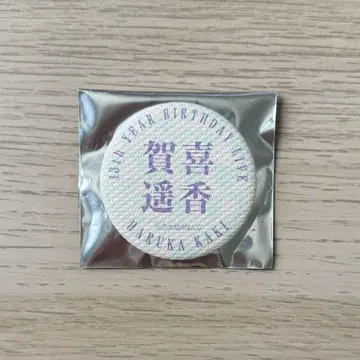 13th YEAR BIRTHDAY LIVE
賀喜
遥香
HARUKA KAKI